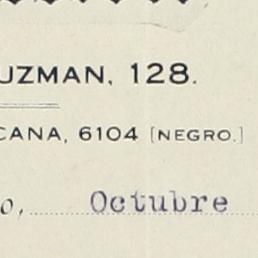 UZMAN, 128.
CANA, 6104 [NEGRO.]
o, Octubre